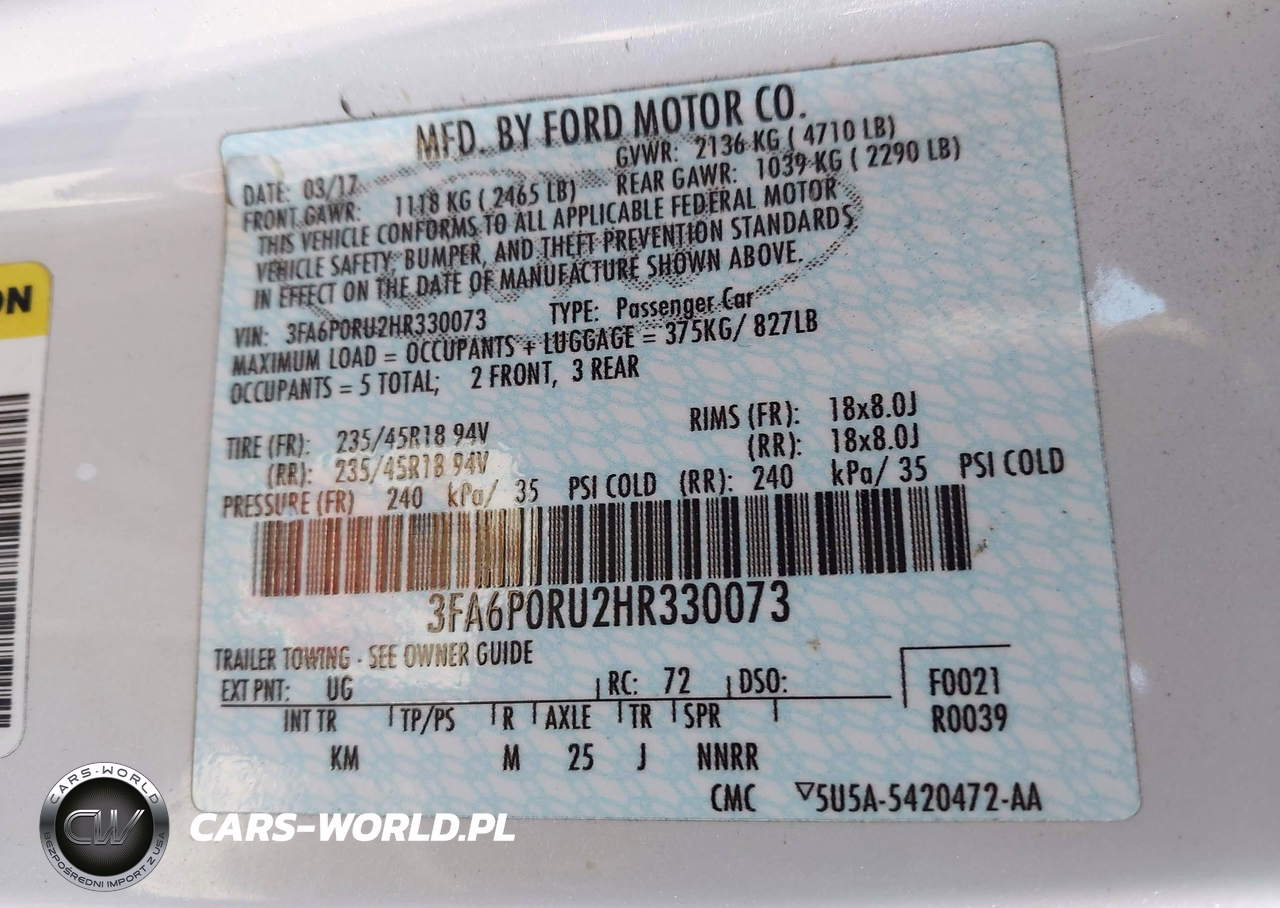 MFD. BY FORD MOTOR CO.
DATE: 03/17 GVWR: 2136 KG ( 4710 LB)
FRONT GAWR: 1118 KG ( 2465 LB) REAR GAWR: 1039 KG ( 2290 LB)
THIS VEHICLE CONFORMS TO ALL APPLICABLE FEDERAL MOTOR
VEHICLE SAFETY, BUMPER, AND THEFT PREVENTION STANDARDS
IN EFFECT ON THE DATE OF MANUFACTURE SHOWN ABOVE.
VIN: 3FA6P0RU2HR330073 TYPE: Passenger Car
MAXIMUM LOAD = OCCUPANTS + LUGGAGE = 375KG/ 827LB
OCCUPANTS = 5 TOTAL; 2 FRONT, 3 REAR
TIRE (FR): 235/45R18 94V RIMS (FR): 18x8.0J
(RR): 235/45R18 94V (RR): 18x8.0J
PRESSURE (FR) 240 kPa/ 35 PSI COLD (RR): 240 kPa/ 35 PSI COLD
3FA6P0RU2HR330073
TRAILER TOWING - SEE OWNER GUIDE
EXT PNT: UG RC: 72 DSO: F0021
INT TR TP/PS R AXLE TR SPR R0039
KM M 25 J NNRR
CMC ▽5U5A-5420472-AA
ON
CARS-WORLD
CW
BEZPOŚREDNI IMPORT Z USA
CARS-WORLD.PL